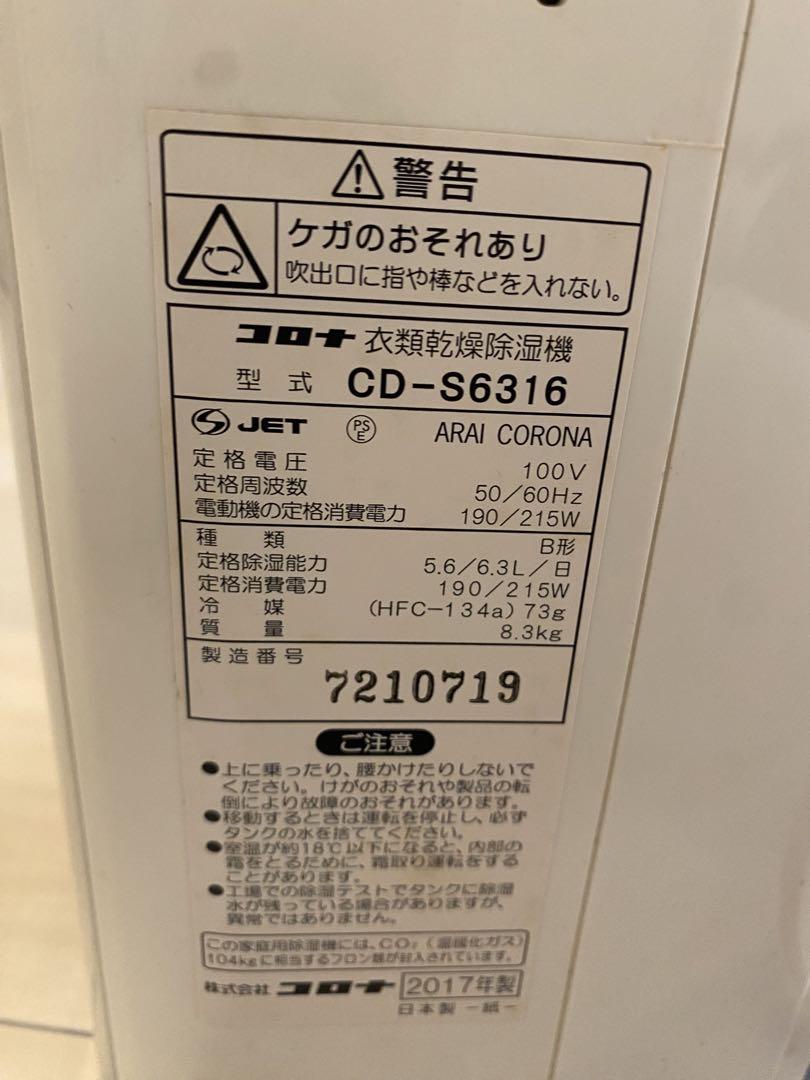 警告
ケガのおそれあり
吹出口に指や棒などを入れない。
コロナ 衣類乾燥除湿機
型式 CD-S6316
JET PSE ARAI CORONA
定格電圧 100V
定格周波数 50/60Hz
電動機の定格消費電力 190/215W
種類 B形
定格除湿能力 5.6/6.3L/日
定格消費電力 190/215W
冷媒 (HFC-134a) 73g
質量 8.3kg
製造番号
7210719
ご注意
●上に乗ったり、腰かけたりしないで
ください。けがのおそれや製品の転
倒により故障のおそれがあります。
●移動するときは運転を停止し、必ず
タンクの水を捨ててください。
●室温が約18℃以下になると、内部の
霜をとるために、霜取り運転をする
ことがあります。
●工場での除湿テストでタンクに除湿
水が残っている場合がありますが、
異常ではありません。
この家庭用除湿機には、CO₂(温暖化ガス)
104kgに相当するフロン類が封入されています。
株式会社 コロナ 2017年製
日本製 -紙-